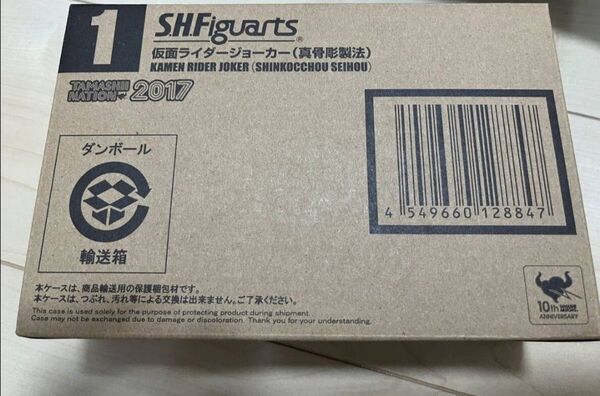 1
S.H.Figuarts
仮面ライダージョーカー(真骨彫製法)
KAMEN RIDER JOKER (SHINKOCCHOU SEIHOU)
TAMASHII NATION 2017
ダンボール
輸送箱
4 549660 128847
本ケースは、商品輸送用の保護梱包材です。
本ケースは、つぶれ、汚れ等による交換は出来ません。ご了承ください。
This case is used solely for the purpose of protecting product during shipment.
Case may not be exchanged due to damage or discoloration. Thank you for your understanding.
10th
ANNIVERSARY